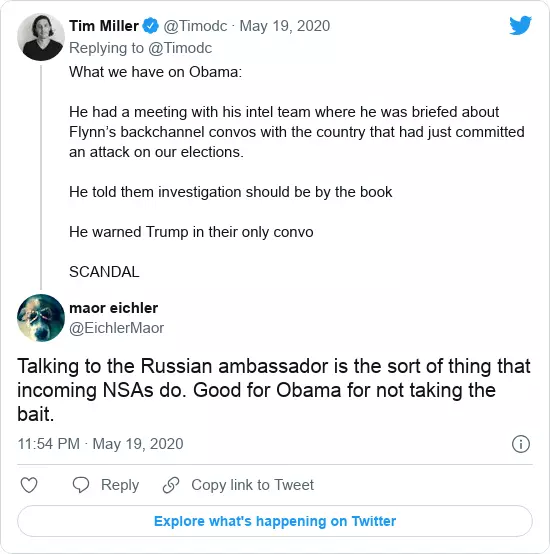 Tim Miller @Timodc · May 19, 2020
Replying to @Timodc
What we have on Obama:
He had a meeting with his intel team where he was briefed about
Flynn’s backchannel convos with the country that had just committed
an attack on our elections.
He told them investigation should be by the book
He warned Trump in their only convo
SCANDAL
maor eichler
@EichlerMaor
Talking to the Russian ambassador is the sort of thing that
incoming NSAs do. Good for Obama for not taking the
bait.
11:54 PM · May 19, 2020
Reply Copy link to Tweet
Explore what's happening on Twitter